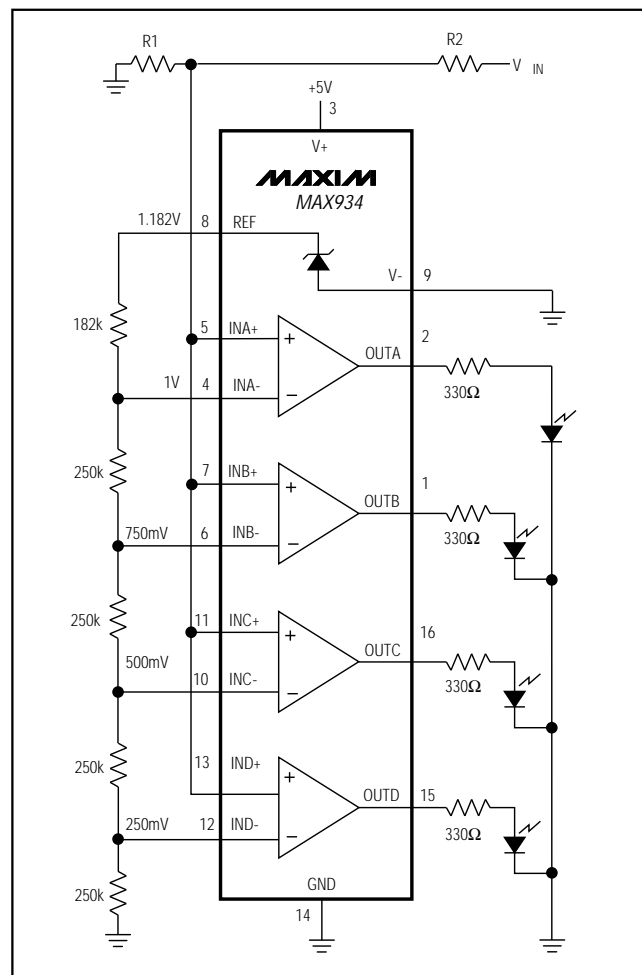 R1
R2
V IN
+5V
3
V+
MAXIM
MAX934
1.182V
8
REF
V-
9
182k
5
INA+
OUTA
2
330Ω
1V
4
INA-
250k
7
INB+
OUTB
1
330Ω
750mV
6
INB-
250k
11
INC+
OUTC
16
330Ω
500mV
10
INC-
250k
13
IND+
OUTD
15
330Ω
250mV
12
IND-
250k
GND
14